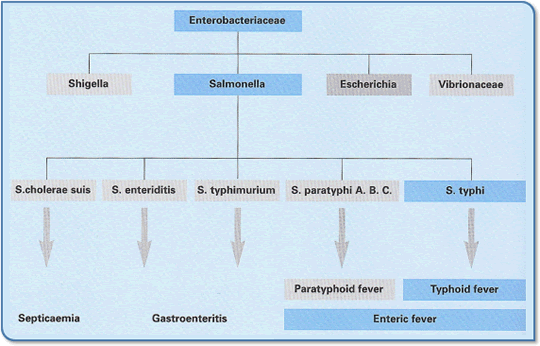 Enterobacteriaceae
Shigella
Salmonella
Escherichia
Vibrionaceae
S.cholerae suis
S. enteriditis
S. typhimurium
S. paratyphi A. B. C.
S. typhi
Paratyphoid fever
Typhoid fever
Septicaemia
Gastroenteritis
Enteric fever